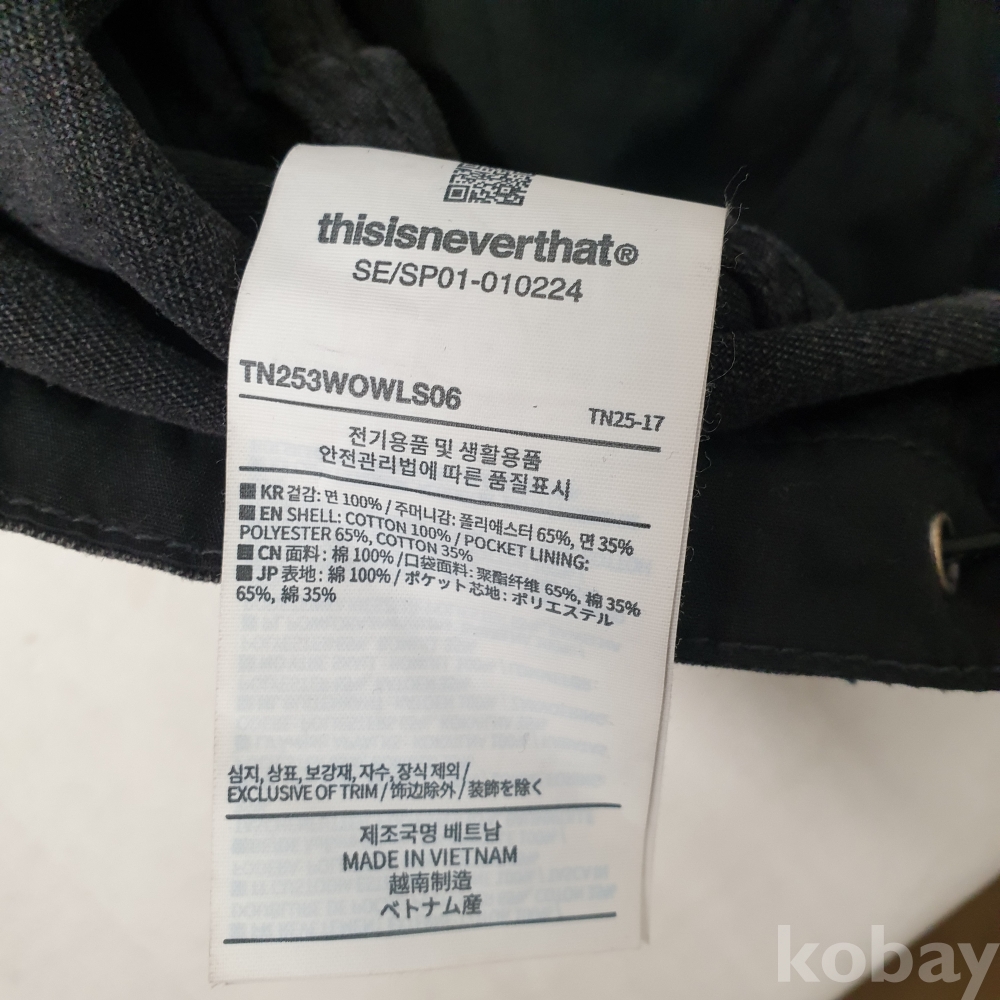 thisisneverthat®
SE/SP01-010224
TN253WOWLS06
TN25-17
전기용품 및 생활용품
안전관리법에 따른 품질표시
■ KR 겉감: 면 100% / 주머니감: 폴리에스터 65%, 면 35%
■ EN SHELL: COTTON 100% / POCKET LINING:
POLYESTER 65%, COTTON 35%
■ CN 面料: 棉 100% /口袋面料: 聚酯纤维 65%, 棉 35%
■ JP 表地: 綿 100% / ポケット芯地: ポリエステル
65%, 綿 35%
심지, 상표, 보강재, 자수, 장식 제외 /
EXCLUSIVE OF TRIM / 饰边除外 / 装飾を除く
제조국명 베트남
MADE IN VIETNAM
越南制造
ベトナム産
kobay